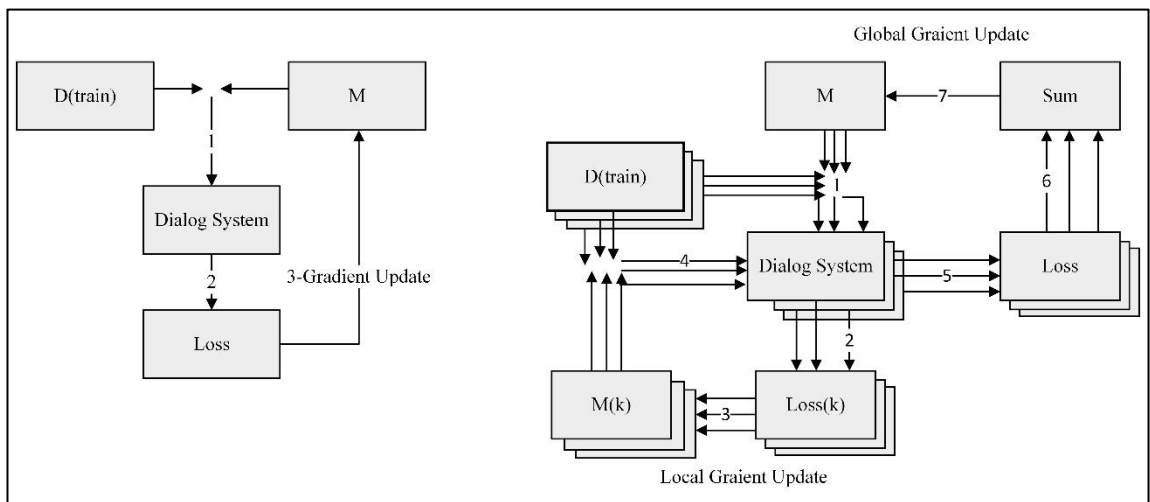 D(train)
M
1
Dialog System
2
3-Gradient Update
Loss
Global Graient Update
M
7
Sum
D(train)
1
6
4
Dialog System
5
Loss
2
M(k)
3
Loss(k)
Local Graient Update